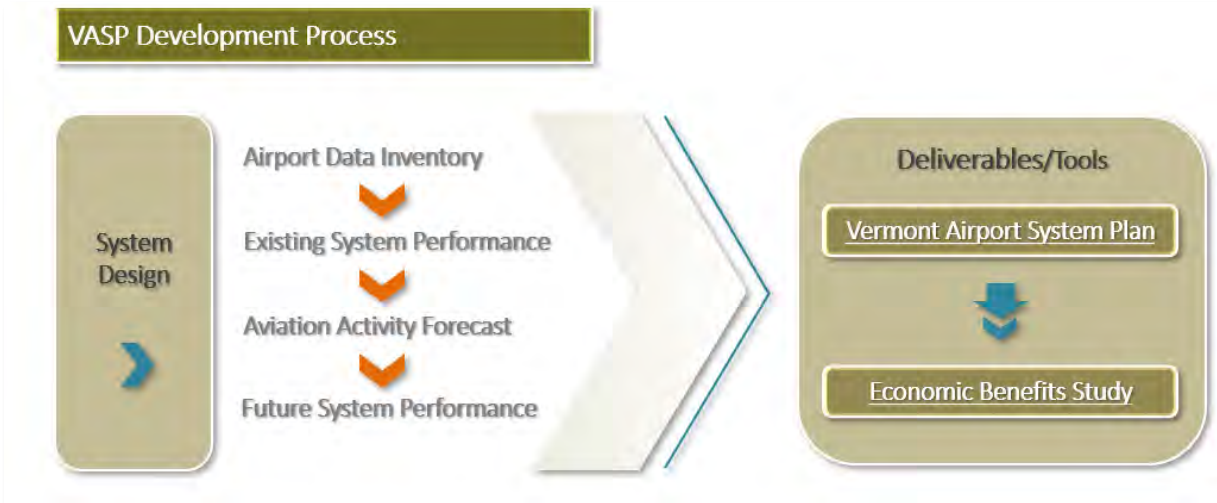 VASP Development Process
System
Design
Airport Data Inventory
Existing System Performance
Aviation Activity Forecast
Future System Performance
Deliverables/Tools
Vermont Airport System Plan
Economic Benefits Study